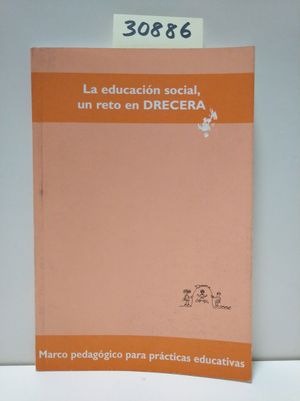 30886
La educación social,
un reto en DRECERA
Marco pedagógico para prácticas educativas